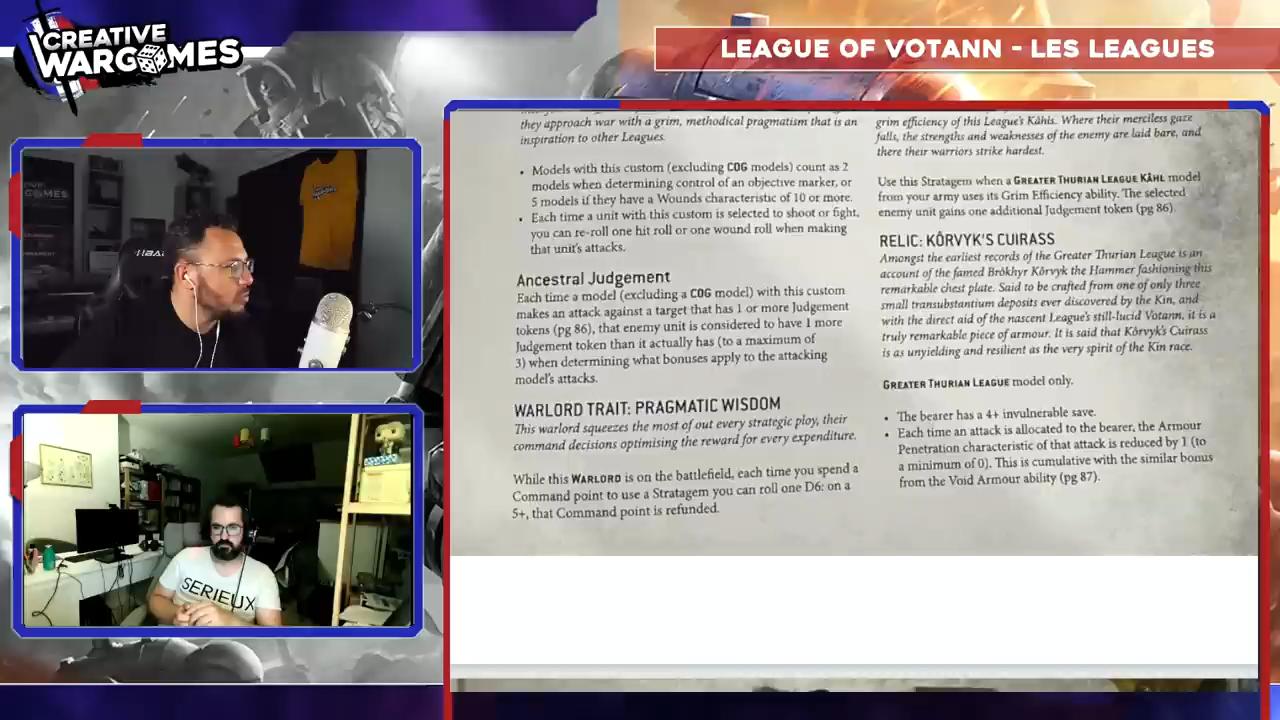 CREATIVE
WARGAMES
LEAGUE OF VOTANN - LES LEAGUES
GAMES
SERIEUX
they approach war with a grim, methodical pragmatism that is an
inspiration to other Leagues.
• Models with this custom (excluding COG models) count as 2
models when determining control of an objective marker, or
5 models if they have a Wounds characteristic of 10 or more.
• Each time a unit with this custom is selected to shoot or fight,
you can re-roll one hit roll or one wound roll when making
that unit's attacks.
Ancestral Judgement
Each time a model (excluding a COG model) with this custom
makes an attack against a target that has 1 or more Judgement
tokens (pg 86), that enemy unit is considered to have 1 more
Judgement token than it actually has (to a maximum of
3) when determining what bonuses apply to the attacking
model's attacks.
WARLORD TRAIT: PRAGMATIC WISDOM
This warlord squeezes the most of out every strategic ploy, their
command decisions optimising the reward for every expenditure.
While this WARLORD is on the battlefield, each time you spend a
Command point to use a Stratagem you can roll one D6: on a
5+, that Command point is refunded.
grim efficiency of this League's Kâhls. Where their merciless gaze
falls, the strengths and weaknesses of the enemy are laid bare, and
there their warriors strike hardest.
Use this Stratagem when a GREATER THURIAN LEAGUE KÂHL model
from your army uses its Grim Efficiency ability. The selected
enemy unit gains one additional Judgement token (pg 86).
RELIC: KÔRVYK'S CUIRASS
Amongst the earliest records of the Greater Thurian League is an
account of the famed Brôkhyr Kôrvyk the Hammer fashioning this
remarkable chest plate. Said to be crafted from one of only three
small transubstantium deposits ever discovered by the Kin, and
with the direct aid of the nascent League's still-lucid Votann, it is a
truly remarkable piece of armour. It is said that Kôrvyk's Cuirass
is as unyielding and resilient as the very spirit of the Kin race.
GREATER THURIAN LEAGUE model only.
• The bearer has a 4+ invulnerable save.
• Each time an attack is allocated to the bearer, the Armour
Penetration characteristic of that attack is reduced by 1 (to
a minimum of 0). This is cumulative with the similar bonus
from the Void Armour ability (pg 87).